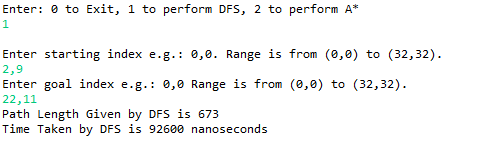 Enter: 0 to Exit, 1 to perform DFS, 2 to perform A*
1
Enter starting index e.g.: 0,0. Range is from (0,0) to (32,32).
2,9
Enter goal index e.g.: 0,0 Range is from (0,0) to (32,32).
22,11
Path Length Given by DFS is 673
Time Taken by DFS is 92600 nanoseconds